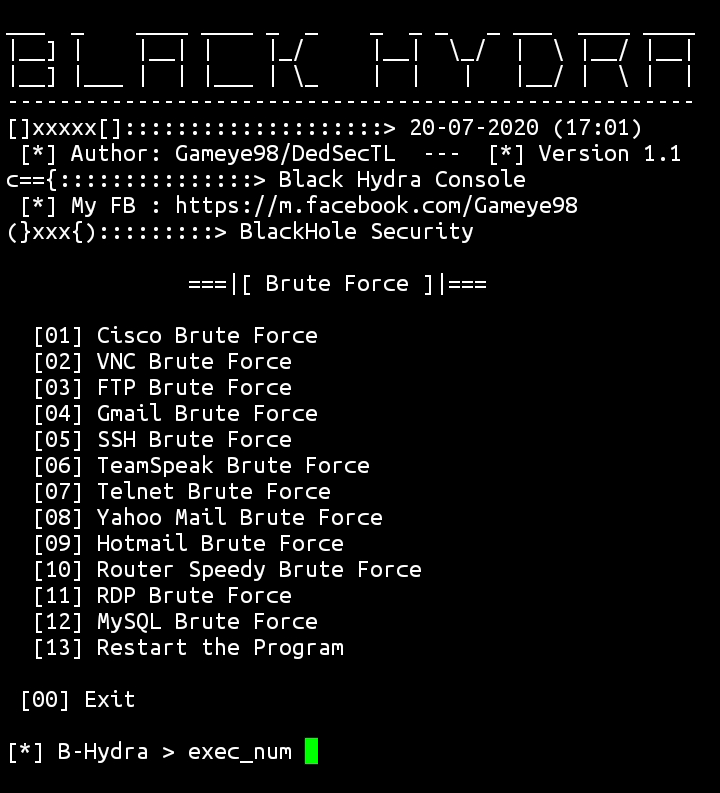 BLACK HYDRA
-----------------------------------------------------
[]xxxxx[]::::::::::::::::::::> 20-07-2020 (17:01)
[*] Author: Gameye98/DedSecTL --- [*] Version 1.1
c=={:::::::::::::::> Black Hydra Console
[*] My FB : https://m.facebook.com/Gameye98
(}xxx{):::::::::> BlackHole Security
===|[ Brute Force ]|===
[01] Cisco Brute Force
[02] VNC Brute Force
[03] FTP Brute Force
[04] Gmail Brute Force
[05] SSH Brute Force
[06] TeamSpeak Brute Force
[07] Telnet Brute Force
[08] Yahoo Mail Brute Force
[09] Hotmail Brute Force
[10] Router Speedy Brute Force
[11] RDP Brute Force
[12] MySQL Brute Force
[13] Restart the Program
[00] Exit
[*] B-Hydra > exec_num